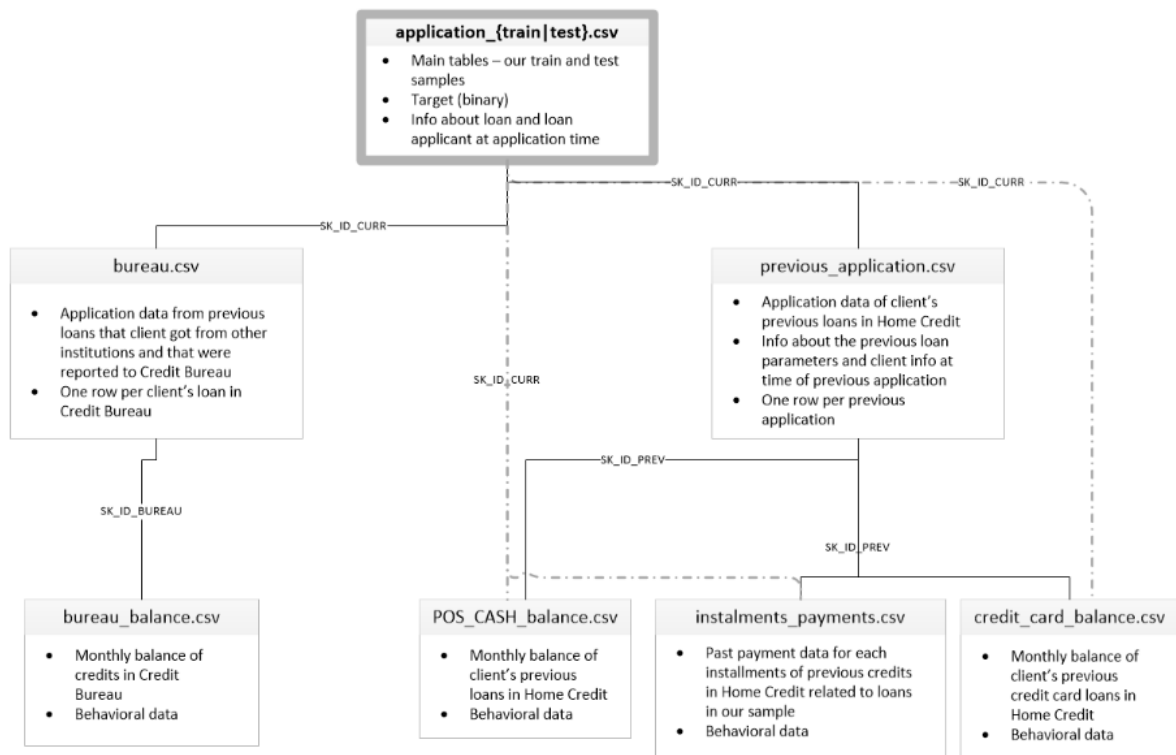 application_{train|test}.csv
• Main tables – our train and test
samples
• Target (binary)
• Info about loan and loan
applicant at application time
SK_ID_CURR
SK_ID_CURR
SK_ID_CURR
bureau.csv
• Application data from previous
loans that client got from other
institutions and that were
reported to Credit Bureau
• One row per client's loan in
Credit Bureau
previous_application.csv
• Application data of client's
previous loans in Home Credit
• Info about the previous loan
parameters and client info at
time of previous application
• One row per previous
application
SK_ID_CURR
SK_ID_PREV
SK_ID_BUREAU
SK_ID_PREV
bureau_balance.csv
• Monthly balance of
credits in Credit
Bureau
• Behavioral data
POS_CASH_balance.csv
• Monthly balance of
client's previous
loans in Home Credit
• Behavioral data
instalments_payments.csv
• Past payment data for each
installments of previous credits
in Home Credit related to loans
in our sample
• Behavioral data
credit_card_balance.csv
• Monthly balance of
client's previous
credit card loans in
Home Credit
• Behavioral data